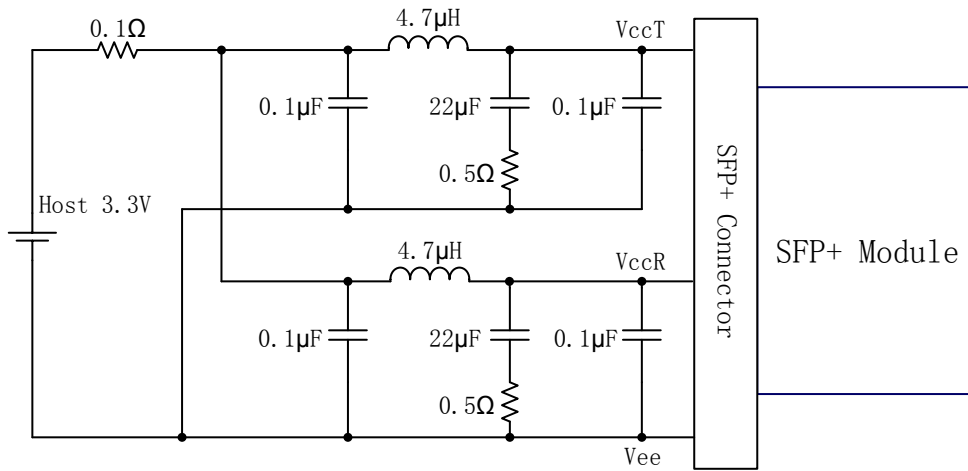 4.7μH
VccT
0.1Ω
0.1μF
22μF
0.1μF
0.5Ω
Host 3.3V
4.7μH
VccR
0.1μF
22μF
0.1μF
0.5Ω
Vee
SFP+ Connector
SFP+ Module